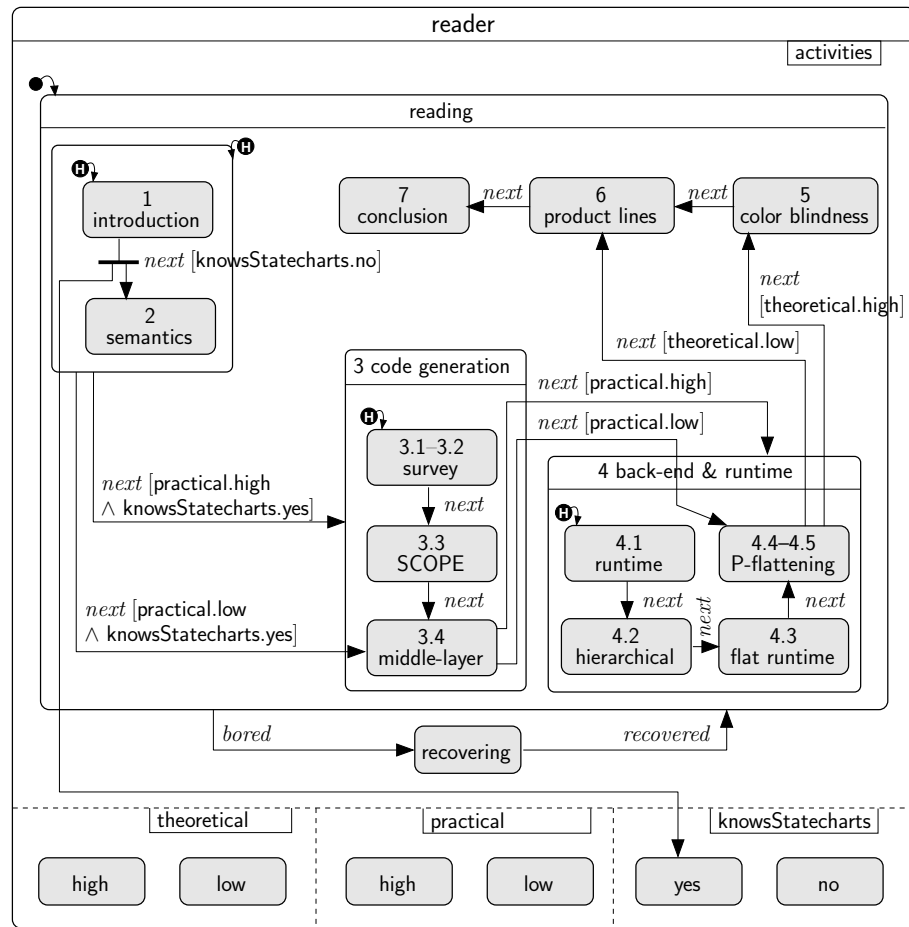 reader
activities
reading
H
H
1
introduction
next [knowsStatecharts.no]
2
semantics
7
conclusion
next
6
product lines
next
5
color blindness
next
[theoretical.high]
next [theoretical.low]
3 code generation
next [practical.high]
next [practical.low]
H
3.1–3.2
survey
next
3.3
SCOPE
next
3.4
middle-layer
next [practical.high
∧ knowsStatecharts.yes]
next [practical.low
∧ knowsStatecharts.yes]
4 back-end & runtime
H
4.1
runtime
next
4.2
hierarchical
next
4.3
flat runtime
next
4.4–4.5
P-flattening
bored
recovering
recovered
theoretical
high
low
practical
high
low
knowsStatecharts
yes
no